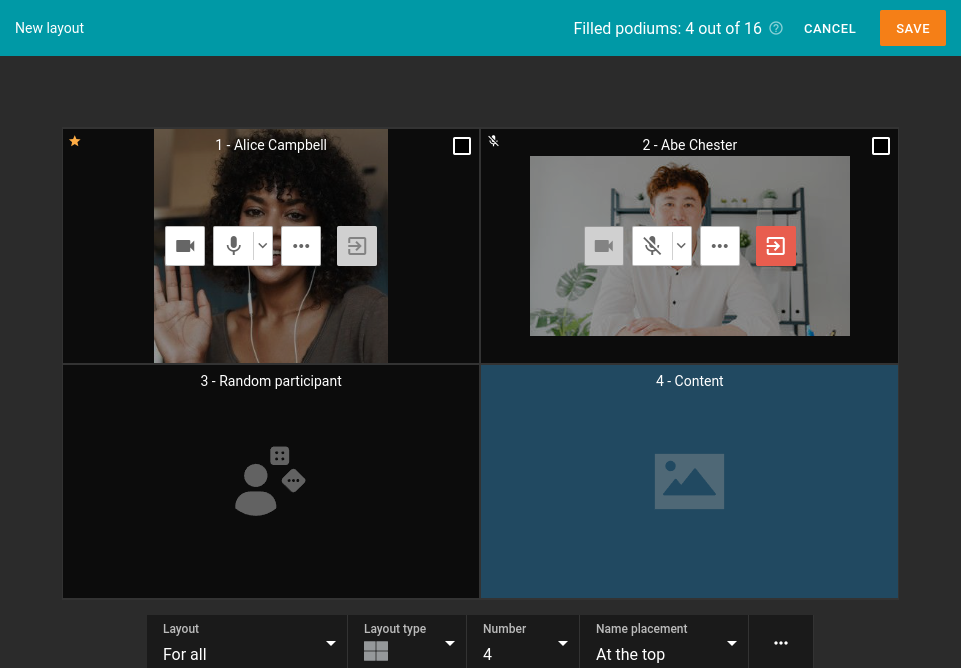 New layout
Filled podiums: 4 out of 16
CANCEL
SAVE
1 - Alice Campbell
2 - Abe Chester
3 - Random participant
4 - Content
Layout
For all
Layout type
Number
4
Name placement
At the top